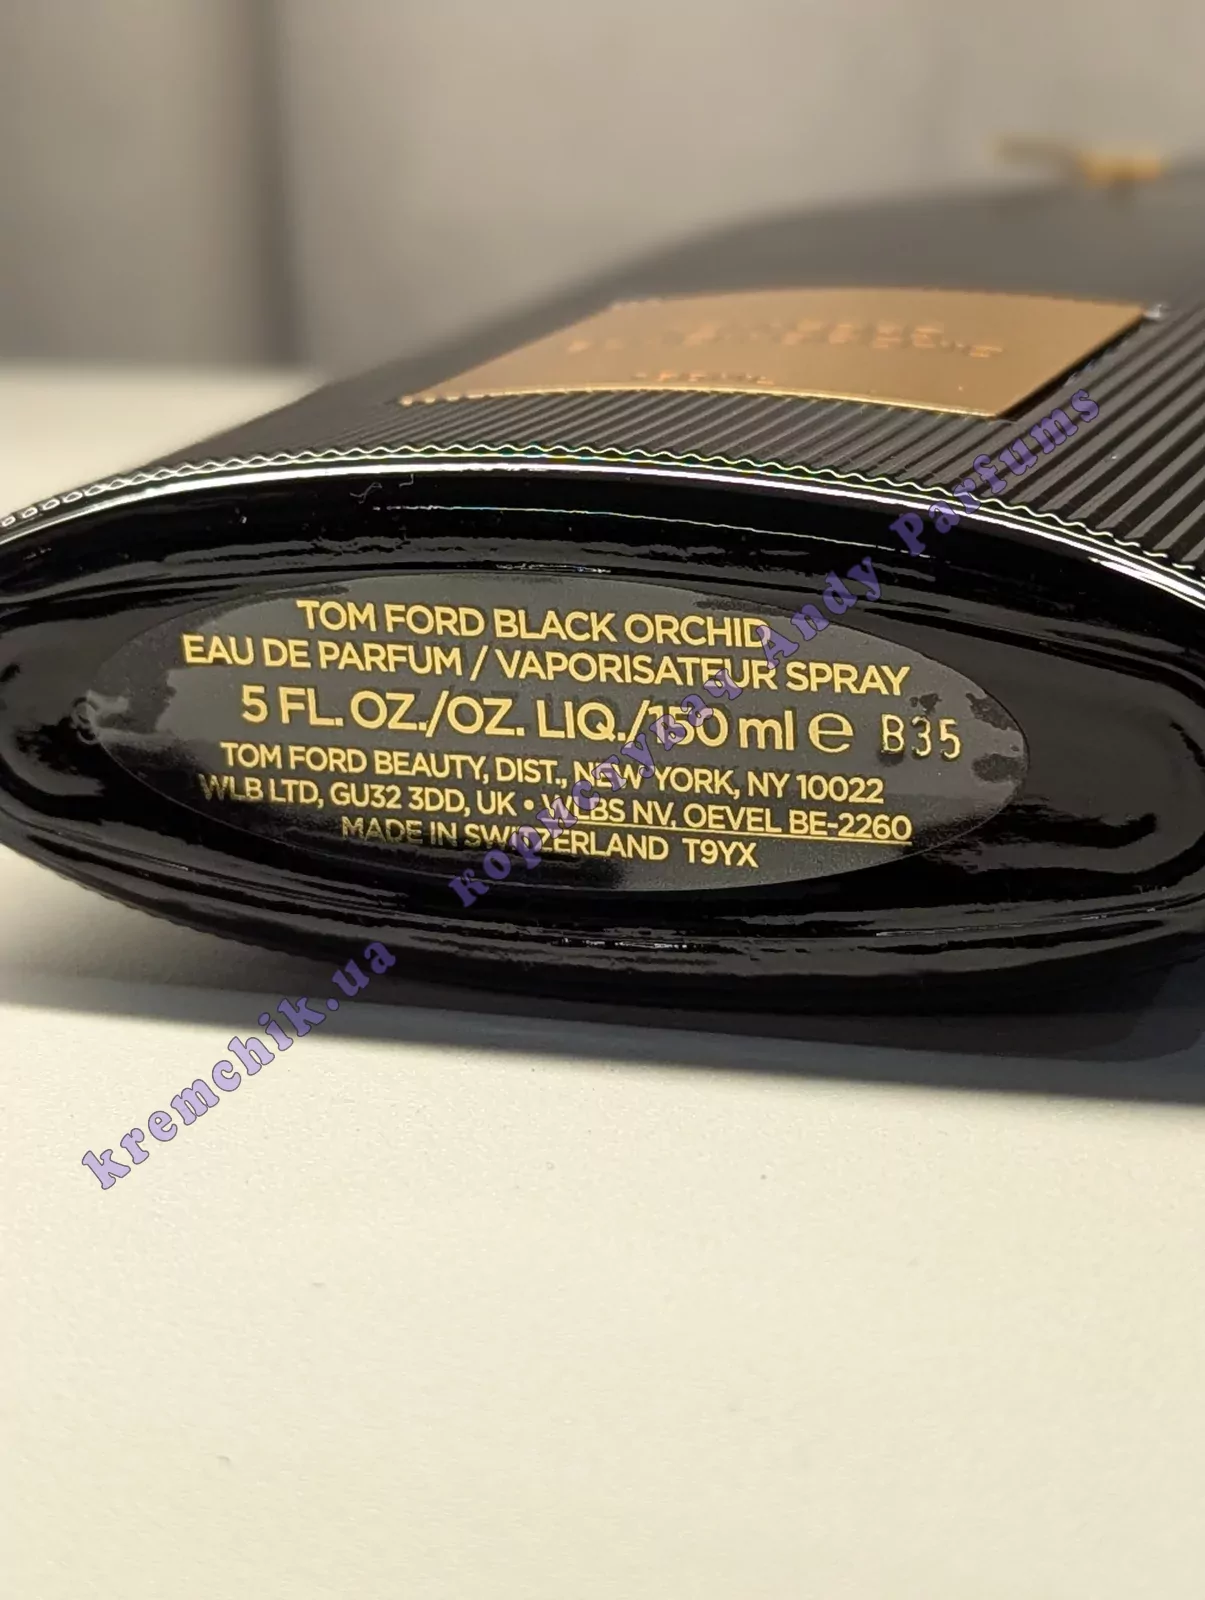 TOM FORD BLACK ORCHID
EAU DE PARFUM / VAPORISATEUR SPRAY
5 FL. OZ./OZ. LIQ./150 ml ℮ B35
TOM FORD BEAUTY, DIST., NEW YORK, NY 10022
WLB LTD, GU32 3DD, UK • WLBS NV, OEVEL BE-2260
MADE IN SWITZERLAND T9YX
kremchik.ua користувач Andy Parfums